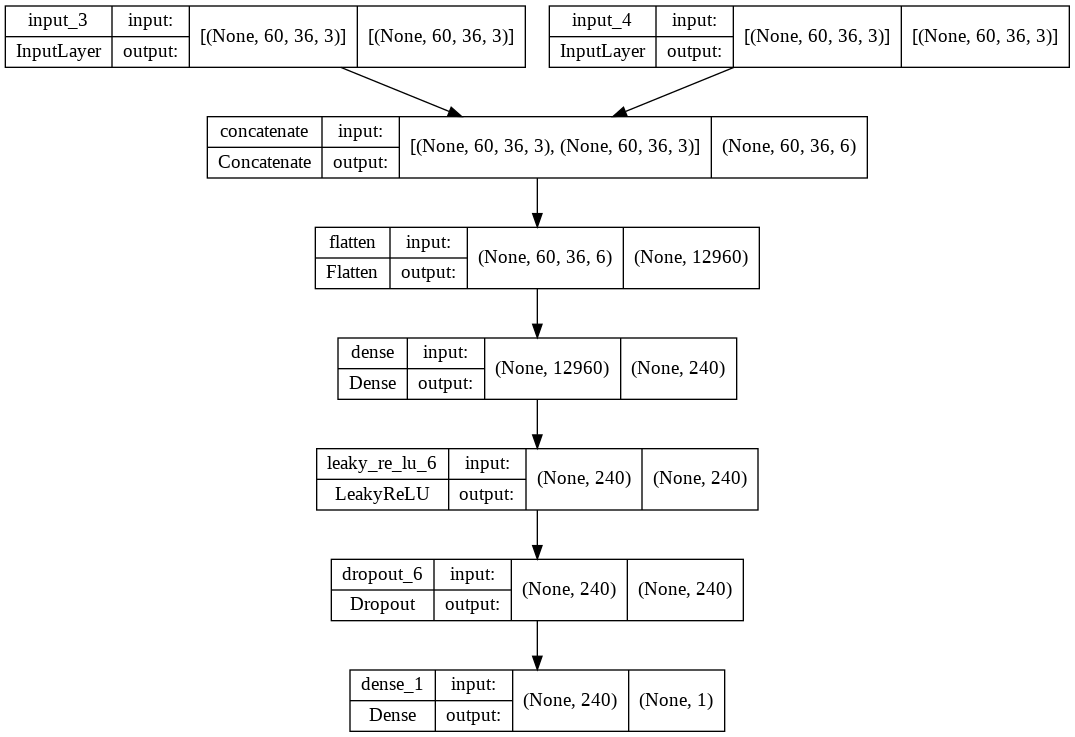 input_3
input:
[(None, 60, 36, 3)]
[(None, 60, 36, 3)]
InputLayer
output:
input_4
input:
[(None, 60, 36, 3)]
[(None, 60, 36, 3)]
InputLayer
output:
concatenate
input:
[(None, 60, 36, 3), (None, 60, 36, 3)]
(None, 60, 36, 6)
Concatenate
output:
flatten
input:
(None, 60, 36, 6)
(None, 12960)
Flatten
output:
dense
input:
(None, 12960)
(None, 240)
Dense
output:
leaky_re_lu_6
input:
(None, 240)
(None, 240)
LeakyReLU
output:
dropout_6
input:
(None, 240)
(None, 240)
Dropout
output:
dense_1
input:
(None, 240)
(None, 1)
Dense
output: